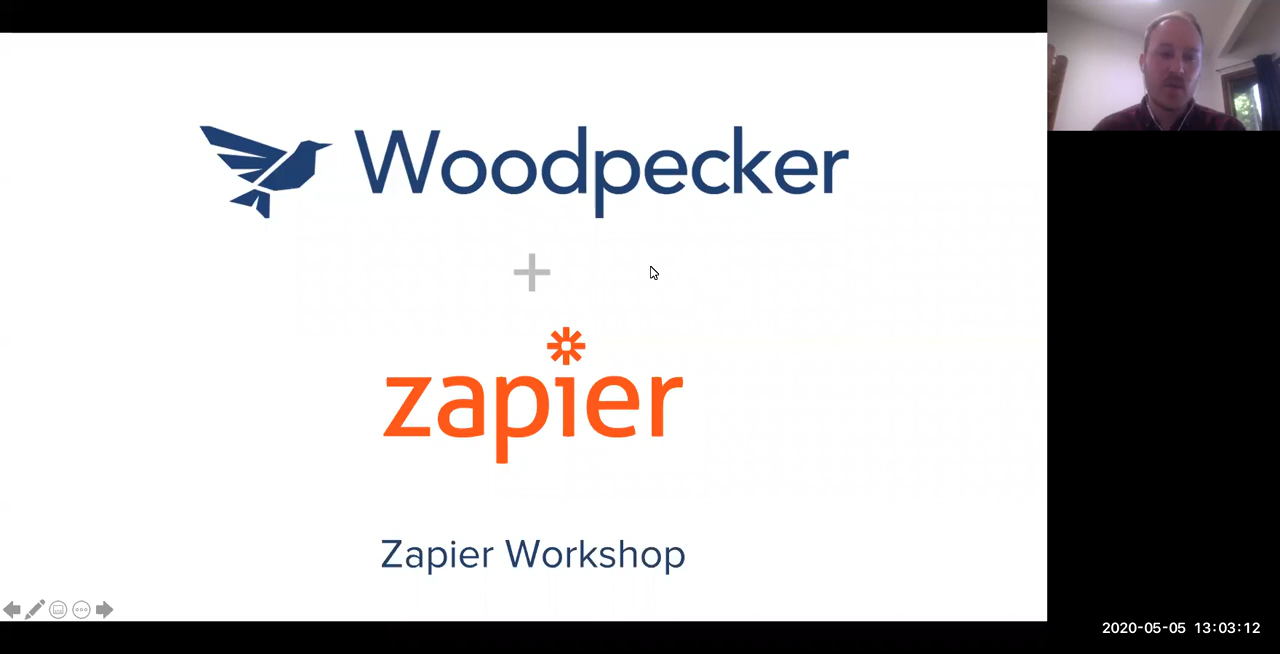 Woodpecker
+
zapier
Zapier Workshop
2020-05-05 13:03:12